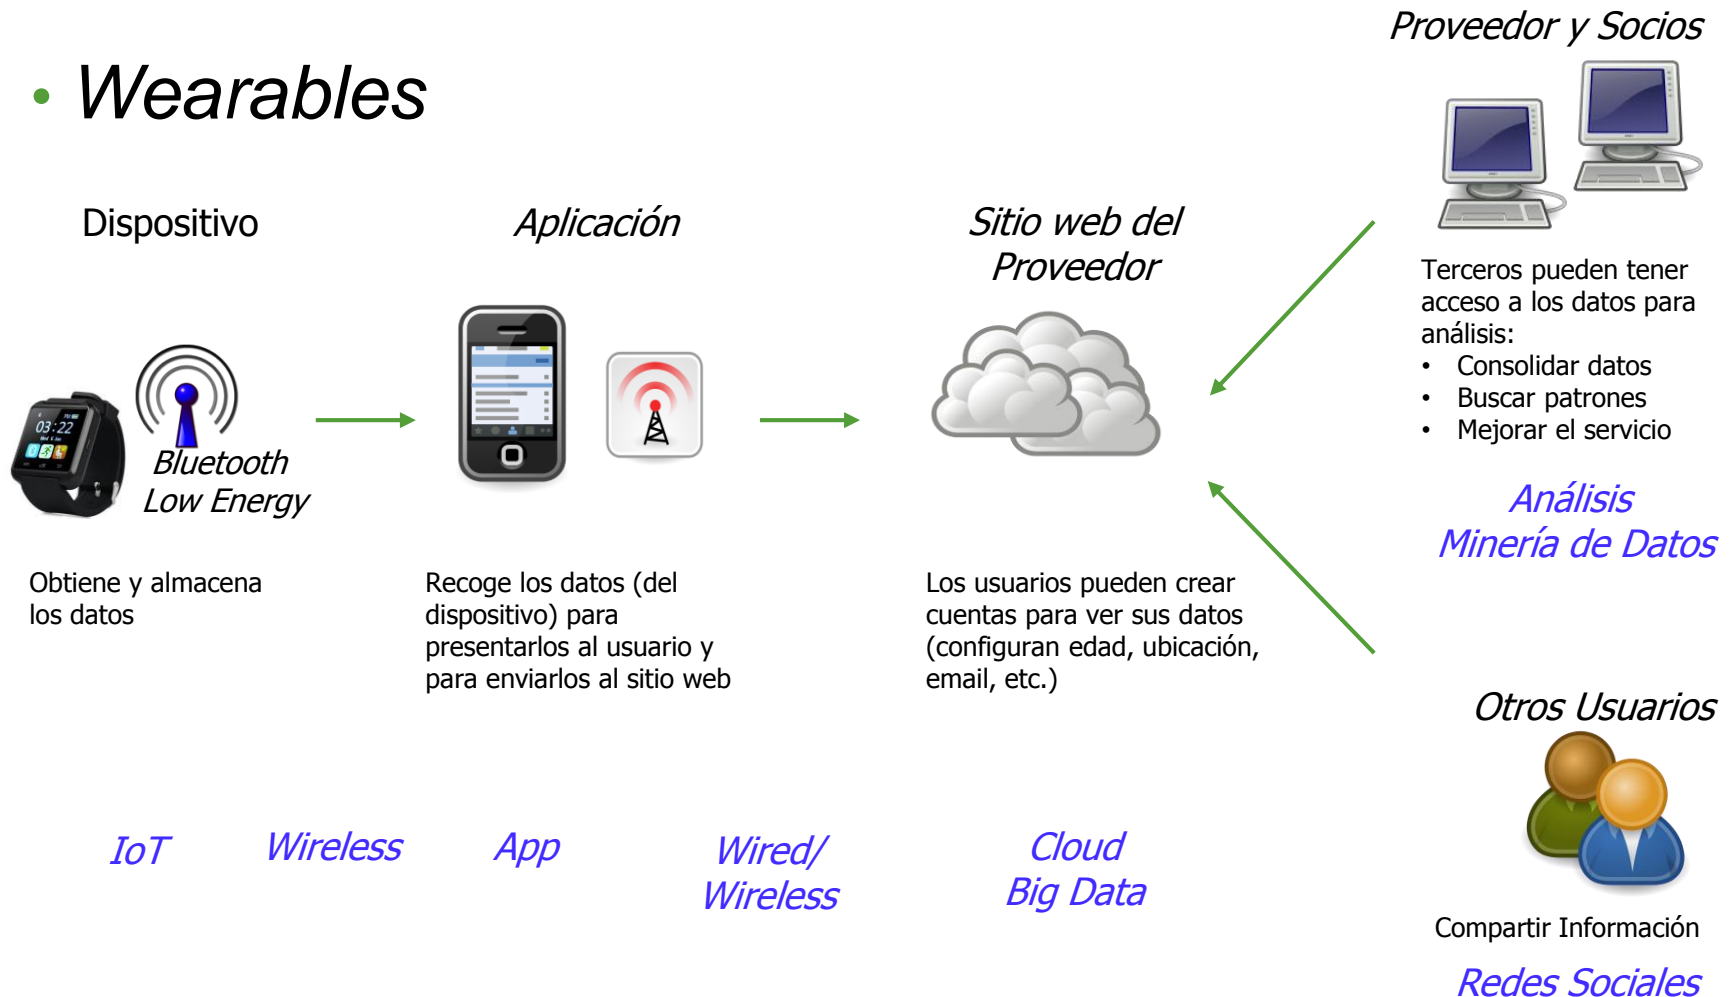 • Wearables
Proveedor y Socios
Dispositivo
Aplicación
Sitio web del
Proveedor
03:22
Bluetooth
Low Energy
Terceros pueden tener
acceso a los datos para
análisis:
• Consolidar datos
• Buscar patrones
• Mejorar el servicio
Análisis
Minería de Datos
Obtiene y almacena
los datos
Recoge los datos (del
dispositivo) para
presentarlos al usuario y
para enviarlos al sitio web
Los usuarios pueden crear
cuentas para ver sus datos
(configuran edad, ubicación,
email, etc.)
Otros Usuarios
IoT
Wireless
App
Wired/
Wireless
Cloud
Big Data
Compartir Información
Redes Sociales